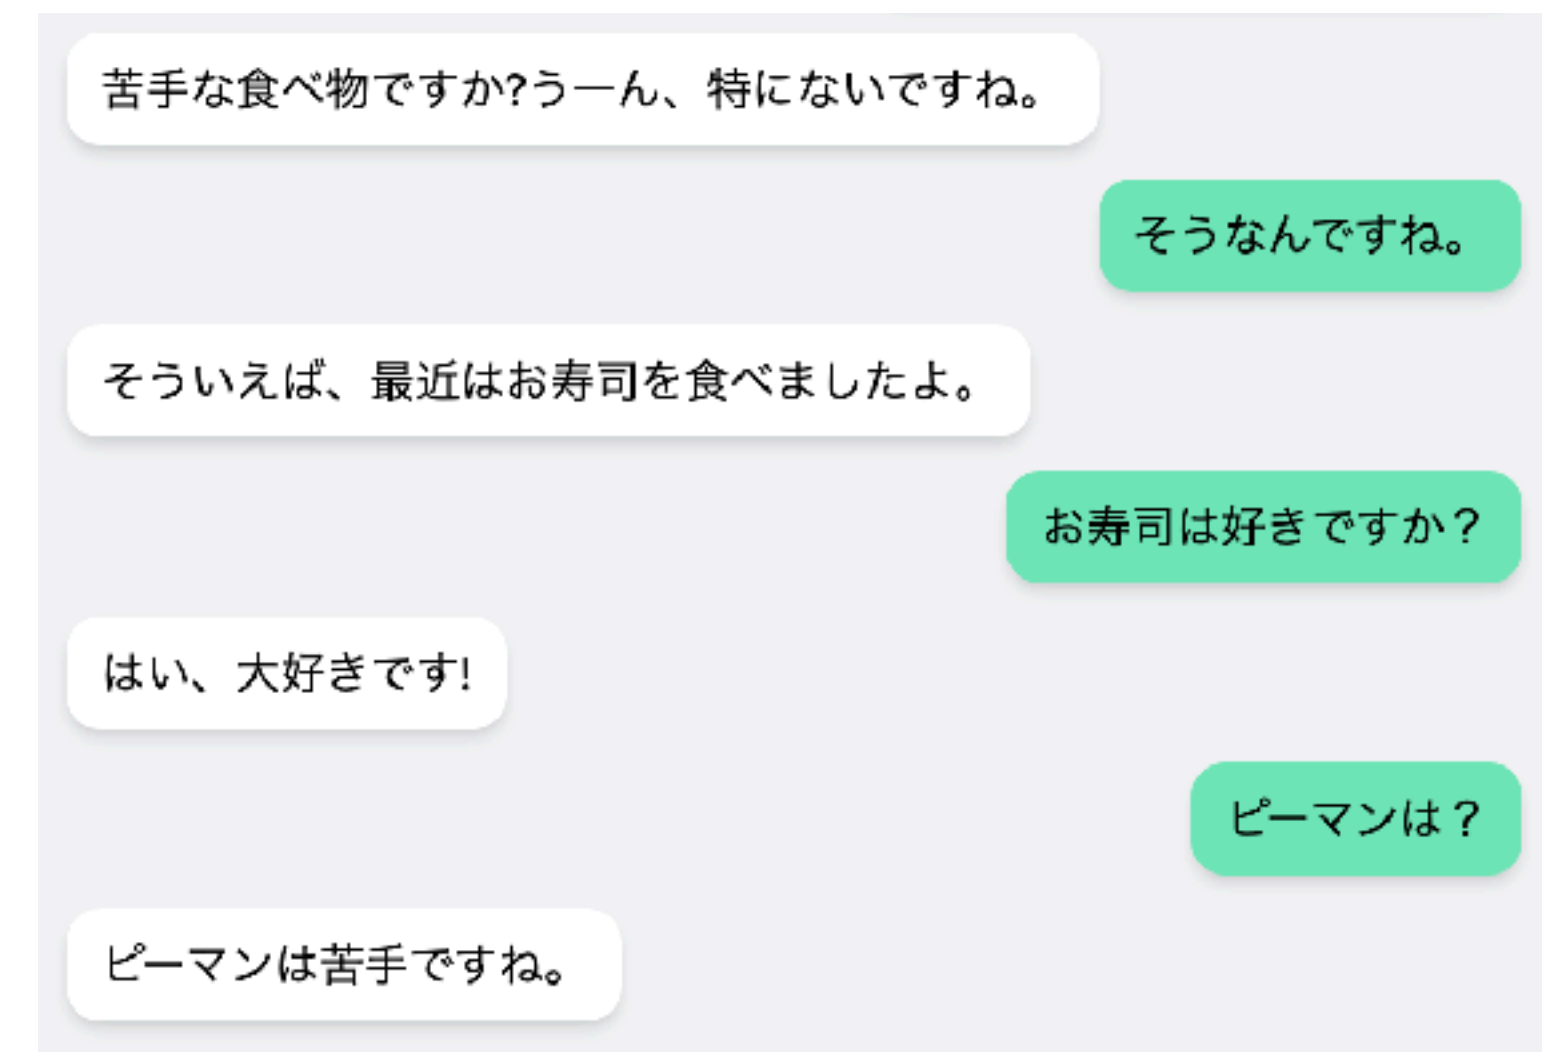 苦手な食べ物ですか?うーん、特にないですね。
そうなんですね。
そういえば、最近はお寿司を食べましたよ。
お寿司は好きですか？
はい、大好きです!
ピーマンは？
ピーマンは苦手ですね。